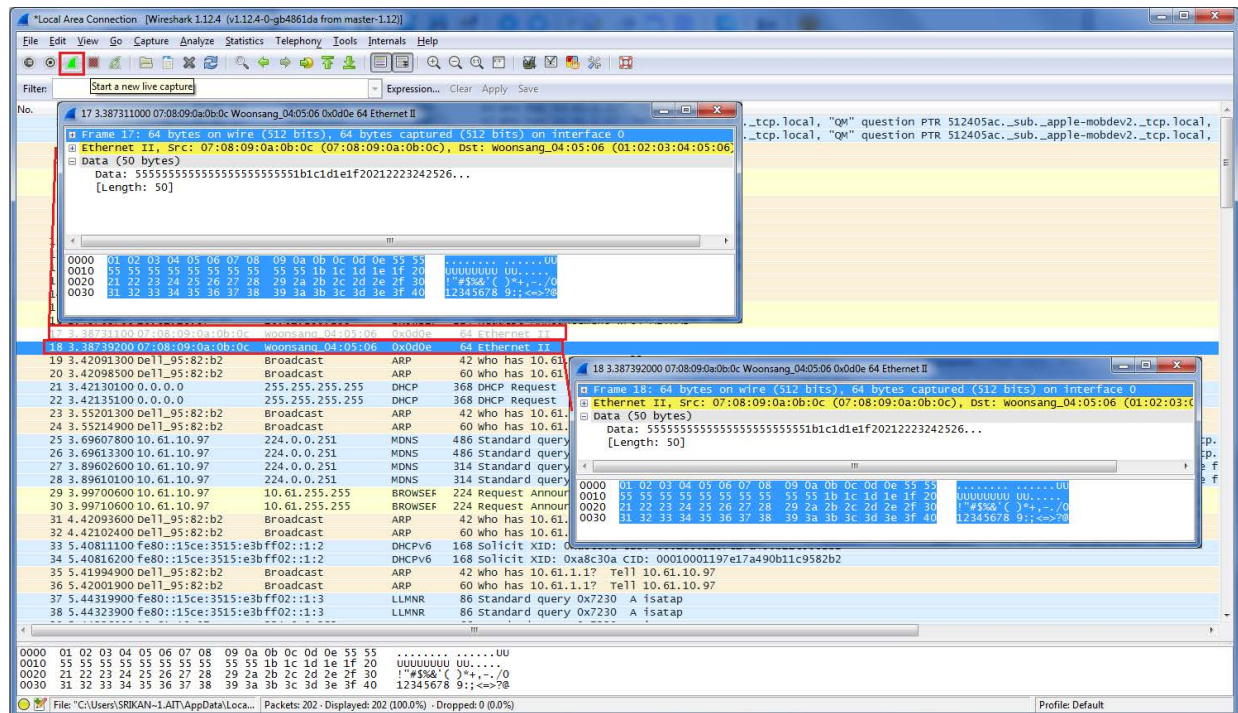 *Local Area Connection [Wireshark 1.12.4 (v1.12.4-0-gb4861da from master-1.12)]
File Edit View Go Capture Analyze Statistics Telephony Tools Internals Help
Filter: Expression... Clear Apply Save
Start a new live capture
No.
._tcp.local, "QM" question PTR 512405ac._sub._apple-mobdev2._tcp.local,
._tcp.local, "QM" question PTR 512405ac._sub._apple-mobdev2._tcp.local,
17 3.387311000 07:08:09:0a:0b:0c Woonsang_04:05:06 0x0d0e 64 Ethernet II
Frame 17: 64 bytes on wire (512 bits), 64 bytes captured (512 bits) on interface 0
Ethernet II, Src: 07:08:09:0a:0b:0c (07:08:09:0a:0b:0c), Dst: Woonsang_04:05:06 (01:02:03:04:05:06)
Data (50 bytes)
Data: 5555555555555555555555551b1c1d1e1f20212223242526...
[Length: 50]
0000 01 02 03 04 05 06 07 08 09 0a 0b 0c 0d 0e 55 55 ........ ......UU
0010 55 55 55 55 55 55 55 55 55 55 1b 1c 1d 1e 1f 20 UUUUUUUU UU.....
0020 21 22 23 24 25 26 27 28 29 2a 2b 2c 2d 2e 2f 30 !"#$%&'( )*+,-./0
0030 31 32 33 34 35 36 37 38 39 3a 3b 3c 3d 3e 3f 40 12345678 9:;<=>?@
17 3.38731100 07:08:09:0a:0b:0c Woonsang_04:05:06 0x0d0e 64 Ethernet II
18 3.38739200 07:08:09:0a:0b:0c Woonsang_04:05:06 0x0d0e 64 Ethernet II
19 3.42091300 Dell_95:82:b2 Broadcast ARP 42 Who has 10.61.
20 3.42098500 Dell_95:82:b2 Broadcast ARP 60 Who has 10.61.
21 3.42130100 0.0.0.0 255.255.255.255 DHCP 368 DHCP Request
22 3.42135100 0.0.0.0 255.255.255.255 DHCP 368 DHCP Request
23 3.55201300 Dell_95:82:b2 Broadcast ARP 42 Who has 10.61.
24 3.55214900 Dell_95:82:b2 Broadcast ARP 60 Who has 10.61.
25 3.69607800 10.61.10.97 224.0.0.251 MDNS 486 Standard query
26 3.69613300 10.61.10.97 224.0.0.251 MDNS 486 Standard query
27 3.89602600 10.61.10.97 224.0.0.251 MDNS 314 Standard query
28 3.89610100 10.61.10.97 224.0.0.251 MDNS 314 Standard query
29 3.99700600 10.61.10.97 10.61.255.255 BROWSEF 224 Request Announ
30 3.99710600 10.61.10.97 10.61.255.255 BROWSEF 224 Request Announ
31 4.42093600 Dell_95:82:b2 Broadcast ARP 42 Who has 10.61.
32 4.42102400 Dell_95:82:b2 Broadcast ARP 60 Who has 10.61.
33 5.40811100 fe80::15ce:3515:e3b ff02::1:2 DHCPv6 168 Solicit XID:
34 5.40816200 fe80::15ce:3515:e3b ff02::1:2 DHCPv6 168 Solicit XID: 0xa8c30a CID: 00010001197e17a490b11c9582b2
35 5.41994900 Dell_95:82:b2 Broadcast ARP 42 Who has 10.61.1.1? Tell 10.61.10.97
36 5.42001900 Dell_95:82:b2 Broadcast ARP 60 Who has 10.61.1.1? Tell 10.61.10.97
37 5.44319900 fe80::15ce:3515:e3b ff02::1:3 LLMNR 86 Standard query 0x7230 A isatap
38 5.44323900 fe80::15ce:3515:e3b ff02::1:3 LLMNR 86 Standard query 0x7230 A isatap
18 3.387392000 07:08:09:0a:0b:0c Woonsang_04:05:06 0x0d0e 64 Ethernet II
Frame 18: 64 bytes on wire (512 bits), 64 bytes captured (512 bits) on interface 0
Ethernet II, Src: 07:08:09:0a:0b:0c (07:08:09:0a:0b:0c), Dst: Woonsang_04:05:06 (01:02:03:0
Data (50 bytes)
Data: 5555555555555555555555551b1c1d1e1f20212223242526...
[Length: 50]
0000 01 02 03 04 05 06 07 08 09 0a 0b 0c 0d 0e 55 55 ........ ......UU
0010 55 55 55 55 55 55 55 55 55 55 1b 1c 1d 1e 1f 20 UUUUUUUU UU.....
0020 21 22 23 24 25 26 27 28 29 2a 2b 2c 2d 2e 2f 30 !"#$%&'( )*+,-./0
0030 31 32 33 34 35 36 37 38 39 3a 3b 3c 3d 3e 3f 40 12345678 9:;<=>?@
0000 01 02 03 04 05 06 07 08 09 0a 0b 0c 0d 0e 55 55 ........ ......UU
0010 55 55 55 55 55 55 55 55 55 55 1b 1c 1d 1e 1f 20 UUUUUUUU UU.....
0020 21 22 23 24 25 26 27 28 29 2a 2b 2c 2d 2e 2f 30 !"#$%&'( )*+,-./0
0030 31 32 33 34 35 36 37 38 39 3a 3b 3c 3d 3e 3f 40 12345678 9:;<=>?@
File: "C:\Users\SRIKAN~1.AIT\AppData\Loca... Packets: 202 · Displayed: 202 (100.0%) · Dropped: 0 (0.0%) Profile: Default